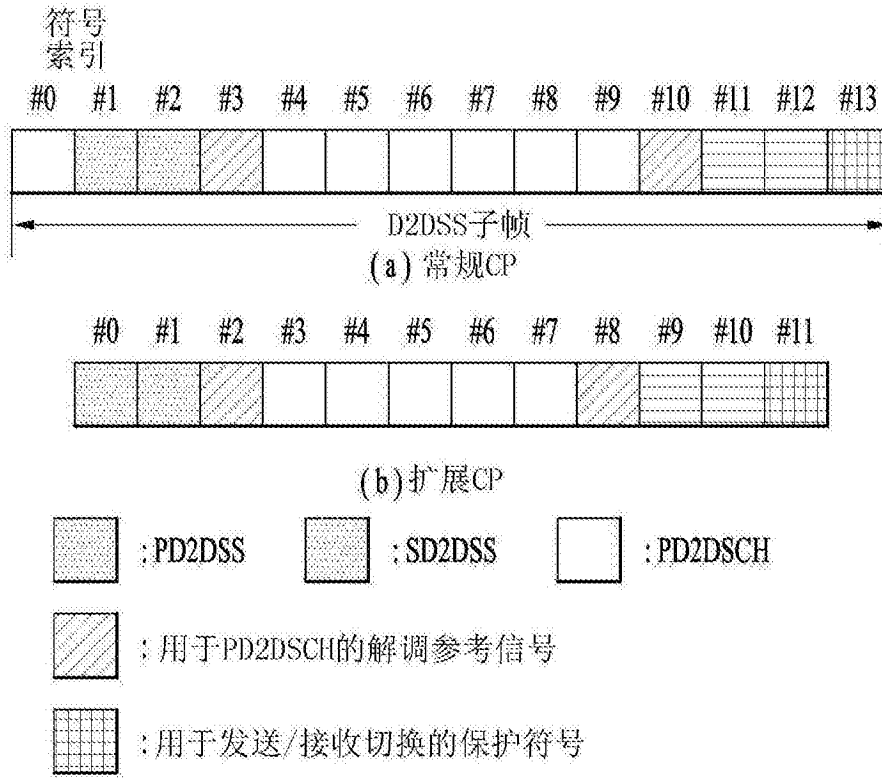 符号
索引
#0 #1 #2 #3 #4 #5 #6 #7 #8 #9 #10 #11 #12 #13
D2DSS子帧
(a)常规CP
#0 #1 #2 #3 #4 #5 #6 #7 #8 #9 #10 #11
(b)扩展CP
:PD2DSS :SD2DSS :PD2DSCH
:用于PD2DSCH的解调参考信号
:用于发送/接收切换的保护符号